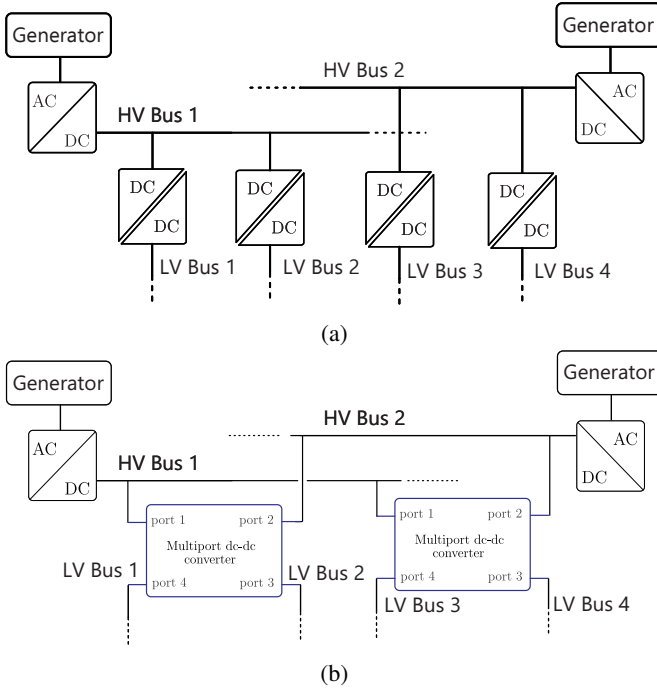 Generator
Generator
AC
DC
HV Bus 1
HV Bus 2
AC
DC
DC
DC
DC
DC
DC
DC
DC
DC
LV Bus 1
LV Bus 2
LV Bus 3
LV Bus 4
(a)
Generator
Generator
AC
DC
HV Bus 1
HV Bus 2
AC
DC
port 1
port 2
Multiport dc-dc
converter
port 4
port 3
port 1
port 2
Multiport dc-dc
converter
port 4
port 3
LV Bus 1
LV Bus 2
LV Bus 3
LV Bus 4
(b)